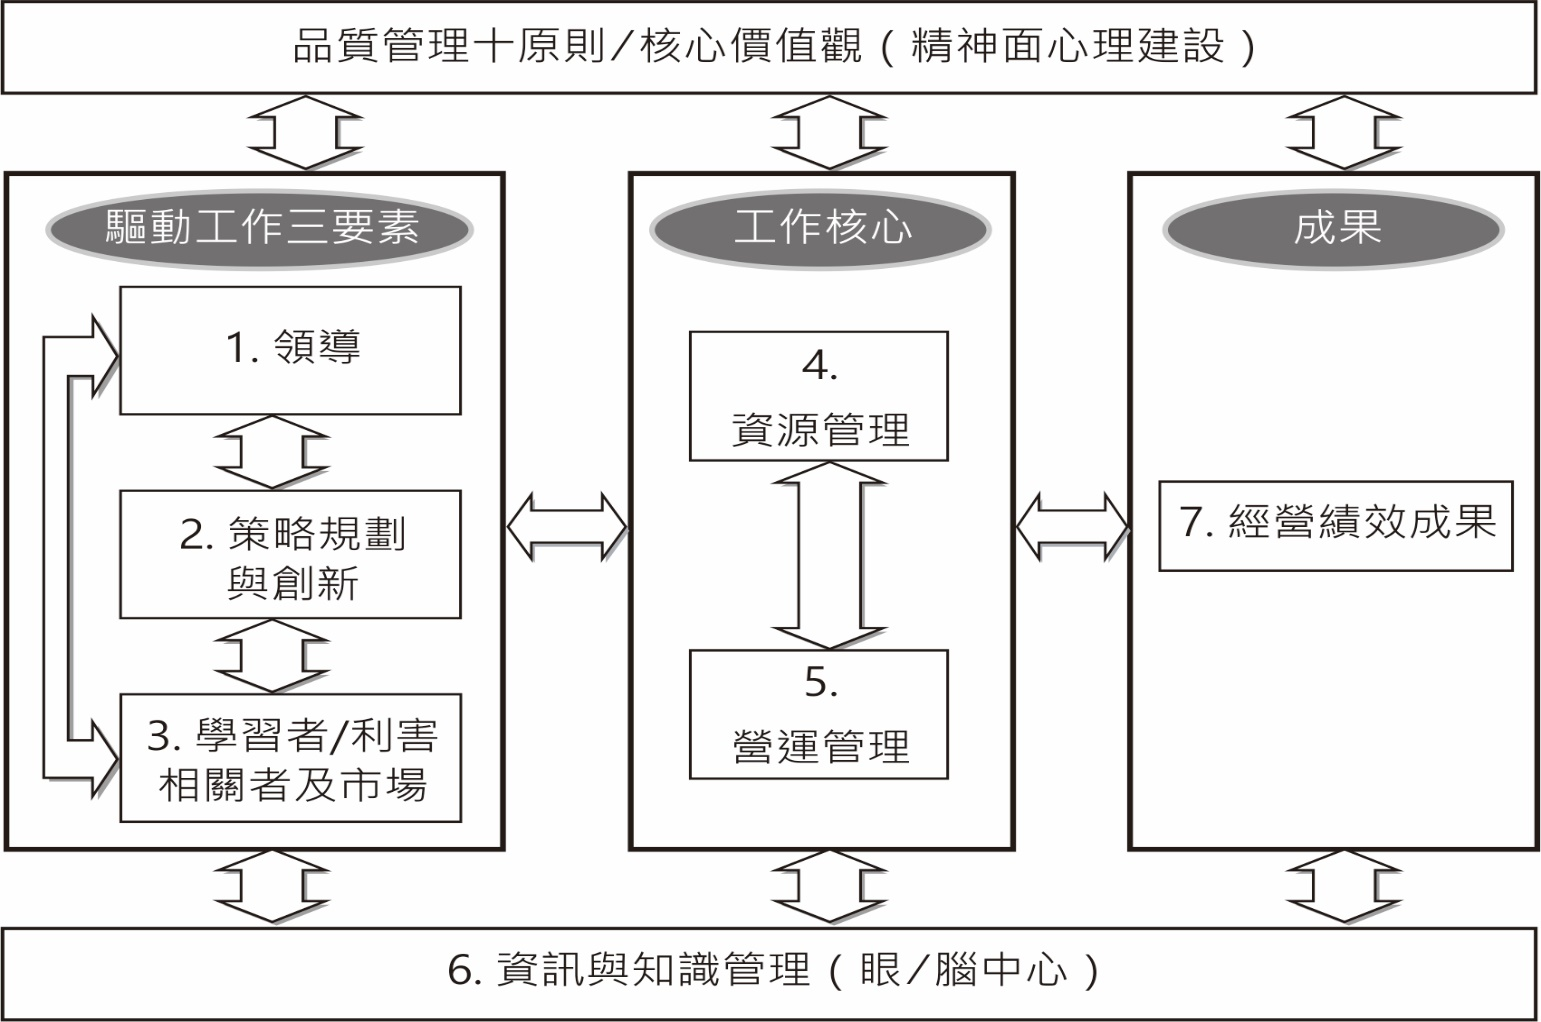 品質管理十原則/核心價值觀（精神面心理建設）
驅動工作三要素
1. 領導
2. 策略規劃
與創新
3. 學習者/利害
相關者及市場
工作核心
4.
資源管理
5.
營運管理
成果
7. 經營績效成果
6. 資訊與知識管理（眼/腦中心）